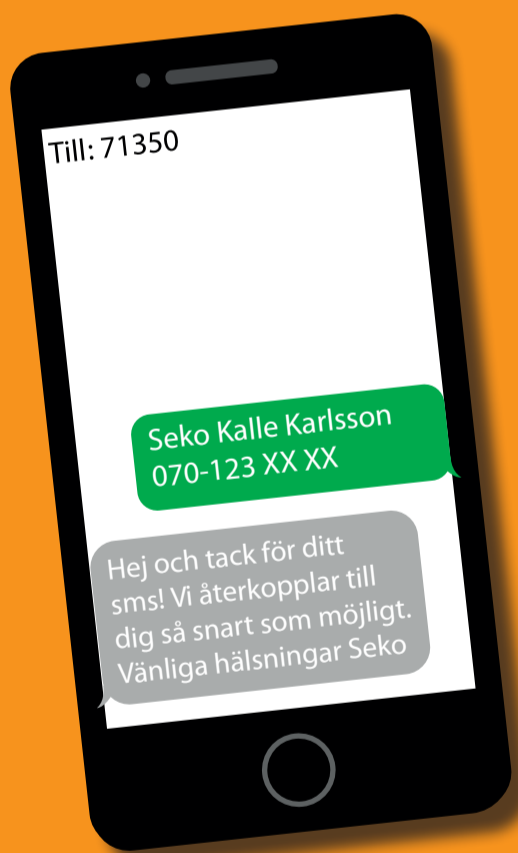 Till: 71350
Seko Kalle Karlsson
070-123 XX XX
Hej och tack för ditt
sms! Vi återkopplar till
dig så snart som möjligt.
Vänliga hälsningar Seko